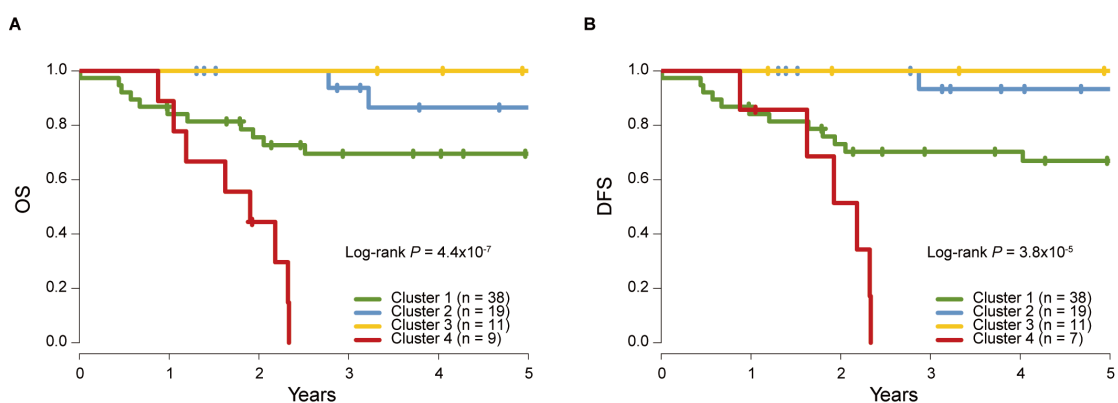 A
OS
1.0
0.8
0.6
0.4
0.2
0.0
Log-rank P = 4.4x10-7
Cluster 1 (n = 38)
Cluster 2 (n = 19)
Cluster 3 (n = 11)
Cluster 4 (n = 9)
0 1 2 3 4 5
Years
B
DFS
1.0
0.8
0.6
0.4
0.2
0.0
Log-rank P = 3.8x10-5
Cluster 1 (n = 38)
Cluster 2 (n = 19)
Cluster 3 (n = 11)
Cluster 4 (n = 7)
0 1 2 3 4 5
Years